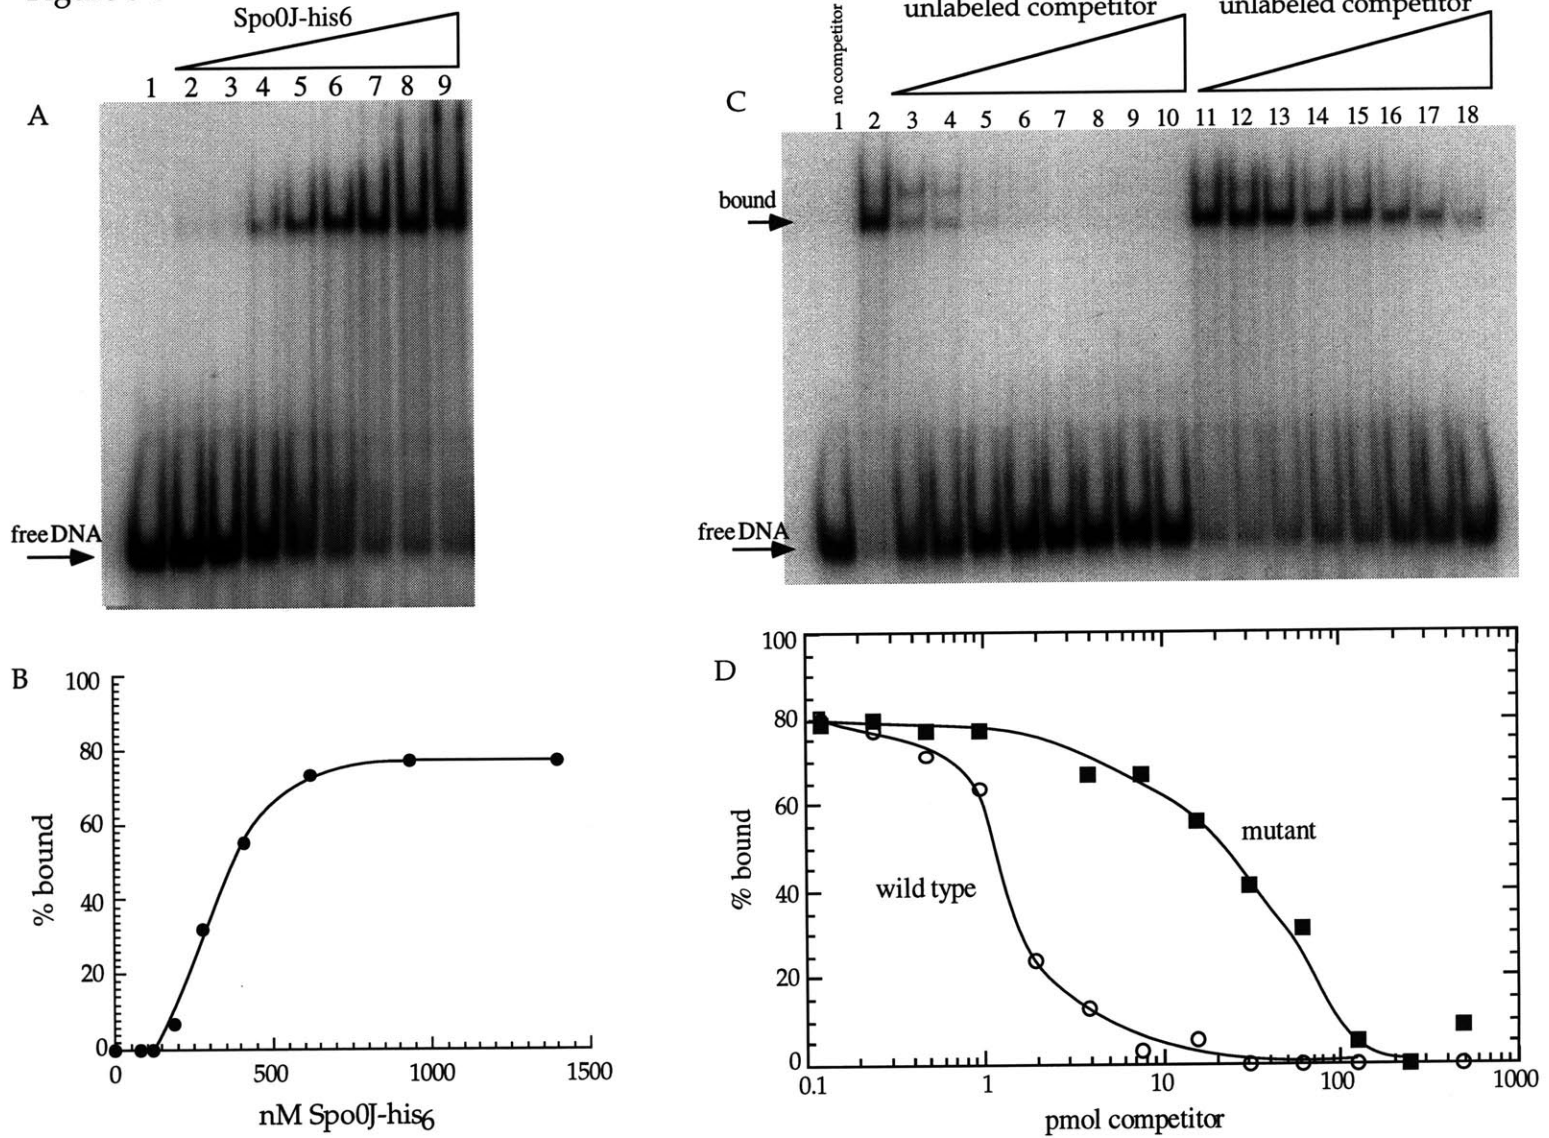 Spo0J-his6
1 2 3 4 5 6 7 8 9
A
free DNA
B
100
80
60
40
20
0
% bound
0 500 1000 1500
nM Spo0J-his6
unlabeled competitor unlabeled competitor
no competitor
C
1 2 3 4 5 6 7 8 9 10 11 12 13 14 15 16 17 18
bound
free DNA
D
100
80
60
40
20
0
% bound
mutant
wild type
0.1 1 10 100 1000
pmol competitor